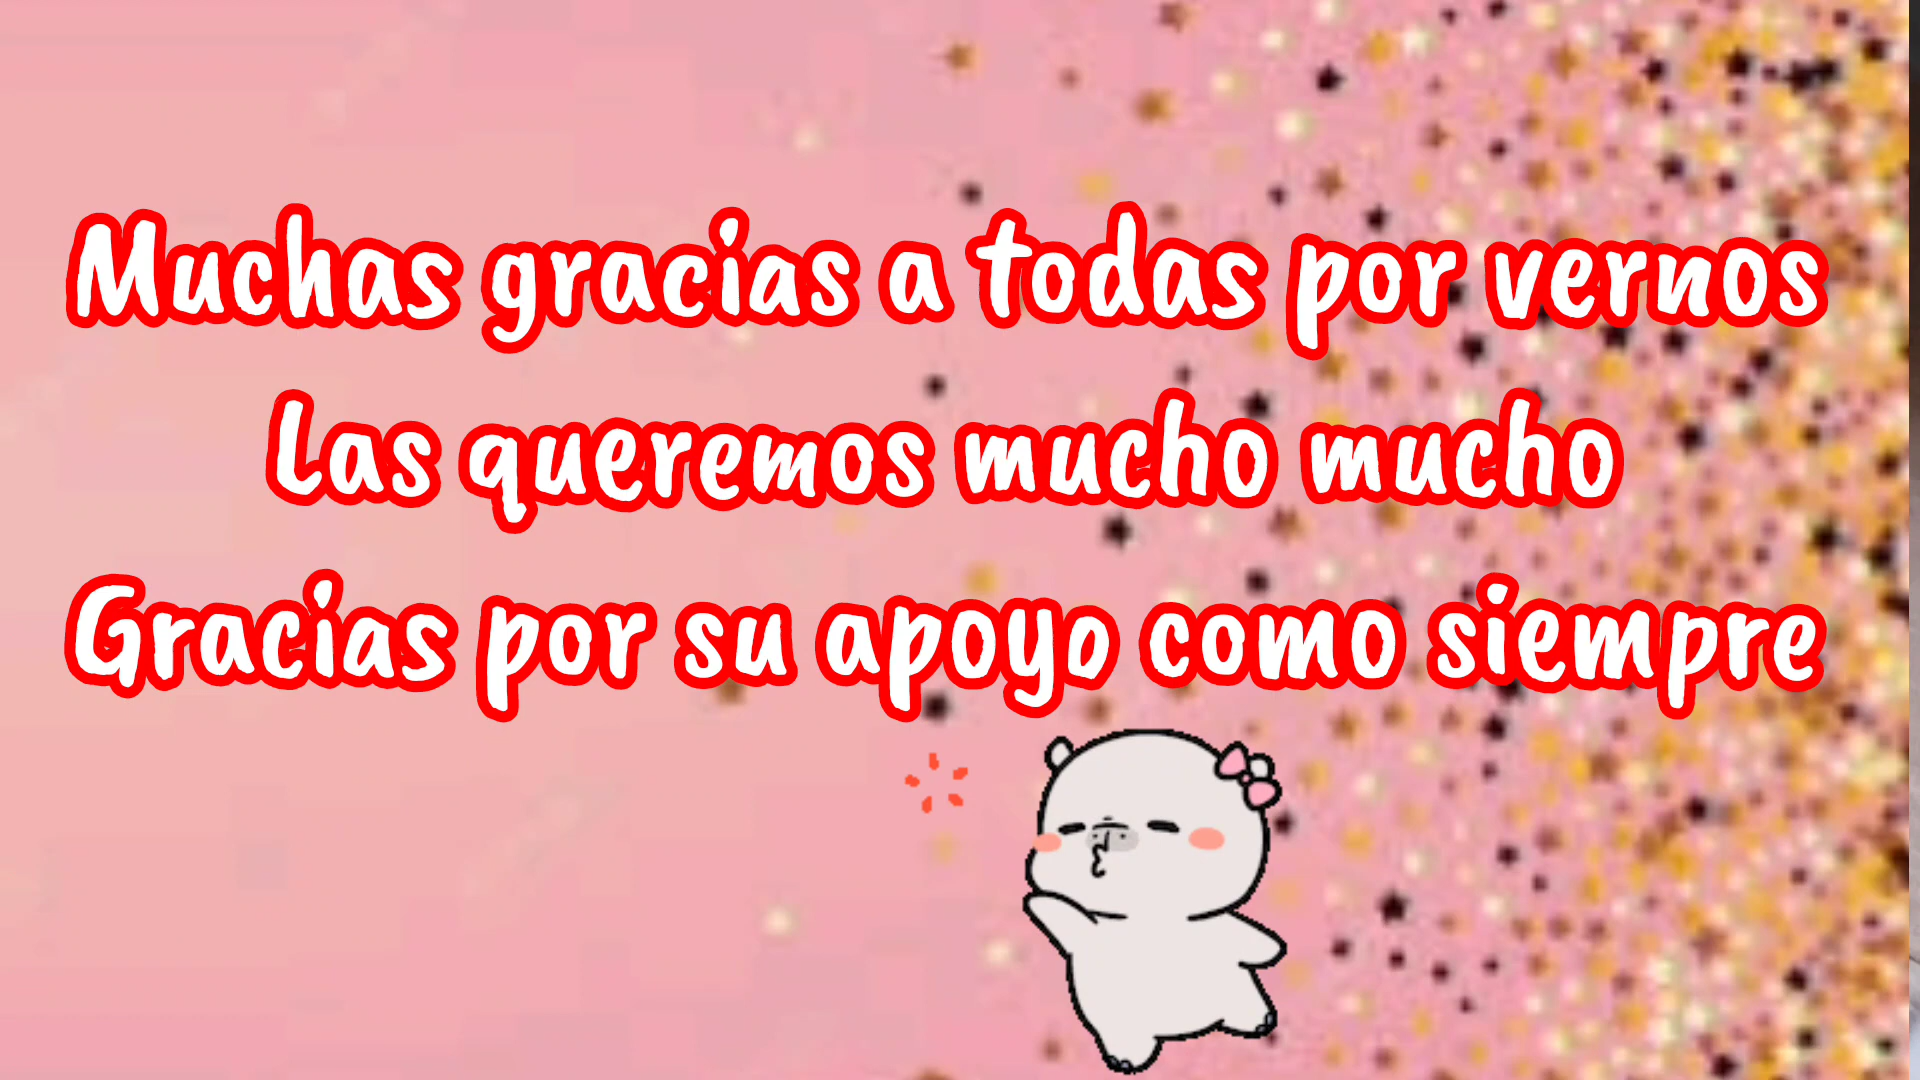 Muchas gracias a todas por vernos
Las queremos mucho mucho
Gracias por su apoyo como siempre